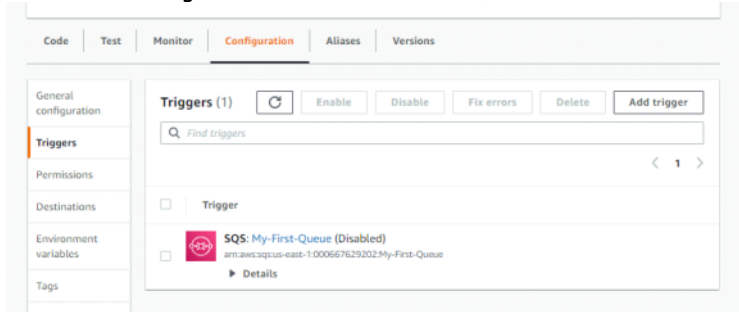 Code Test Monitor Configuration Aliases Versions
General
configuration
Triggers
Permissions
Destinations
Environment
variables
Tags
Triggers (1) Enable Disable Fix errors Delete Add trigger
Find triggers
< 1 >
Trigger
SQS: My-First-Queue (Disabled)
arn:aws:sqs:us-east-1:000667629202:My-First-Queue
Details